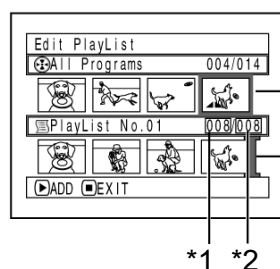 Edit PlayList
All Programs 004/014
PlayList No.01 008/008
ADD EXIT
*1 *2